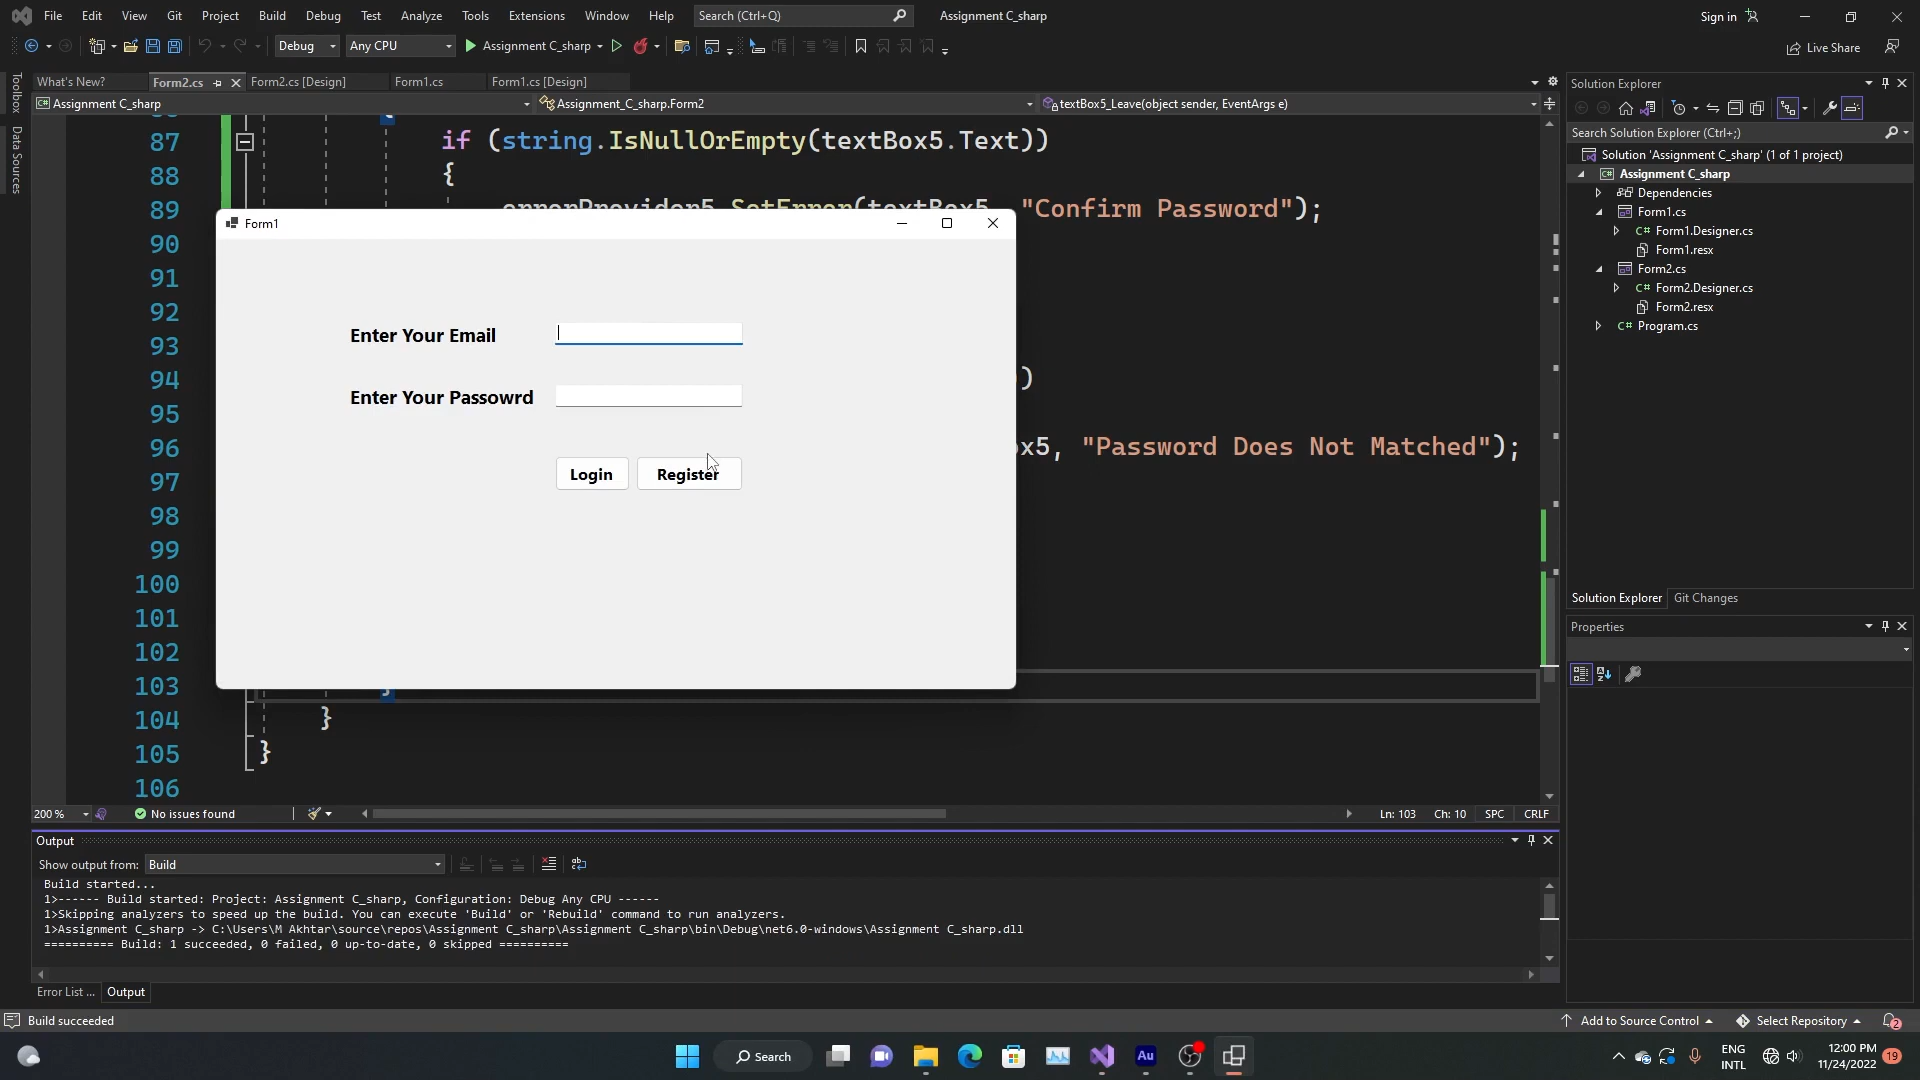 File Edit View Git Project Build Debug Test Analyze Tools Extensions Window Help Search (Ctrl+Q) Assignment C_sharp Sign in
Debug Any CPU Assignment C_sharp Live Share
What's New? Form2.cs Form2.cs [Design] Form1.cs Form1.cs [Design]
Assignment C_sharp Assignment_C_sharp.Form2 textBox5_Leave(object sender, EventArgs e)
Toolbox
Data Sources
87 if (string.IsNullOrEmpty(textBox5.Text))
88 {
89 errorProvider5.SetError(textBox5, "Confirm Password");
90
91
92
93
94 )
95
96 ox5, "Password Does Not Matched");
97
98
99
100
101
102
103 }
104 }
105 }
106
Form1
Enter Your Email
Enter Your Passowrd
Login Register
200 % No issues found Ln: 103 Ch: 10 SPC CRLF
Output
Show output from: Build
Build started...
1>------ Build started: Project: Assignment C_sharp, Configuration: Debug Any CPU ------
1>Skipping analyzers to speed up the build. You can execute 'Build' or 'Rebuild' command to run analyzers.
1>Assignment C_sharp -> C:\Users\M Akhtar\source\repos\Assignment C_sharp\Assignment C_sharp\bin\Debug\net6.0-windows\Assignment C_sharp.dll
========== Build: 1 succeeded, 0 failed, 0 up-to-date, 0 skipped ==========
Error List ... Output
Solution Explorer
Search Solution Explorer (Ctrl+;)
Solution 'Assignment C_sharp' (1 of 1 project)
C# Assignment C_sharp
Dependencies
Form1.cs
C# Form1.Designer.cs
Form1.resx
Form2.cs
C# Form2.Designer.cs
Form2.resx
C# Program.cs
Solution Explorer Git Changes
Properties
Build succeeded Add to Source Control Select Repository 2
Search Au ENG
INTL
12:00 PM
11/24/2022
19